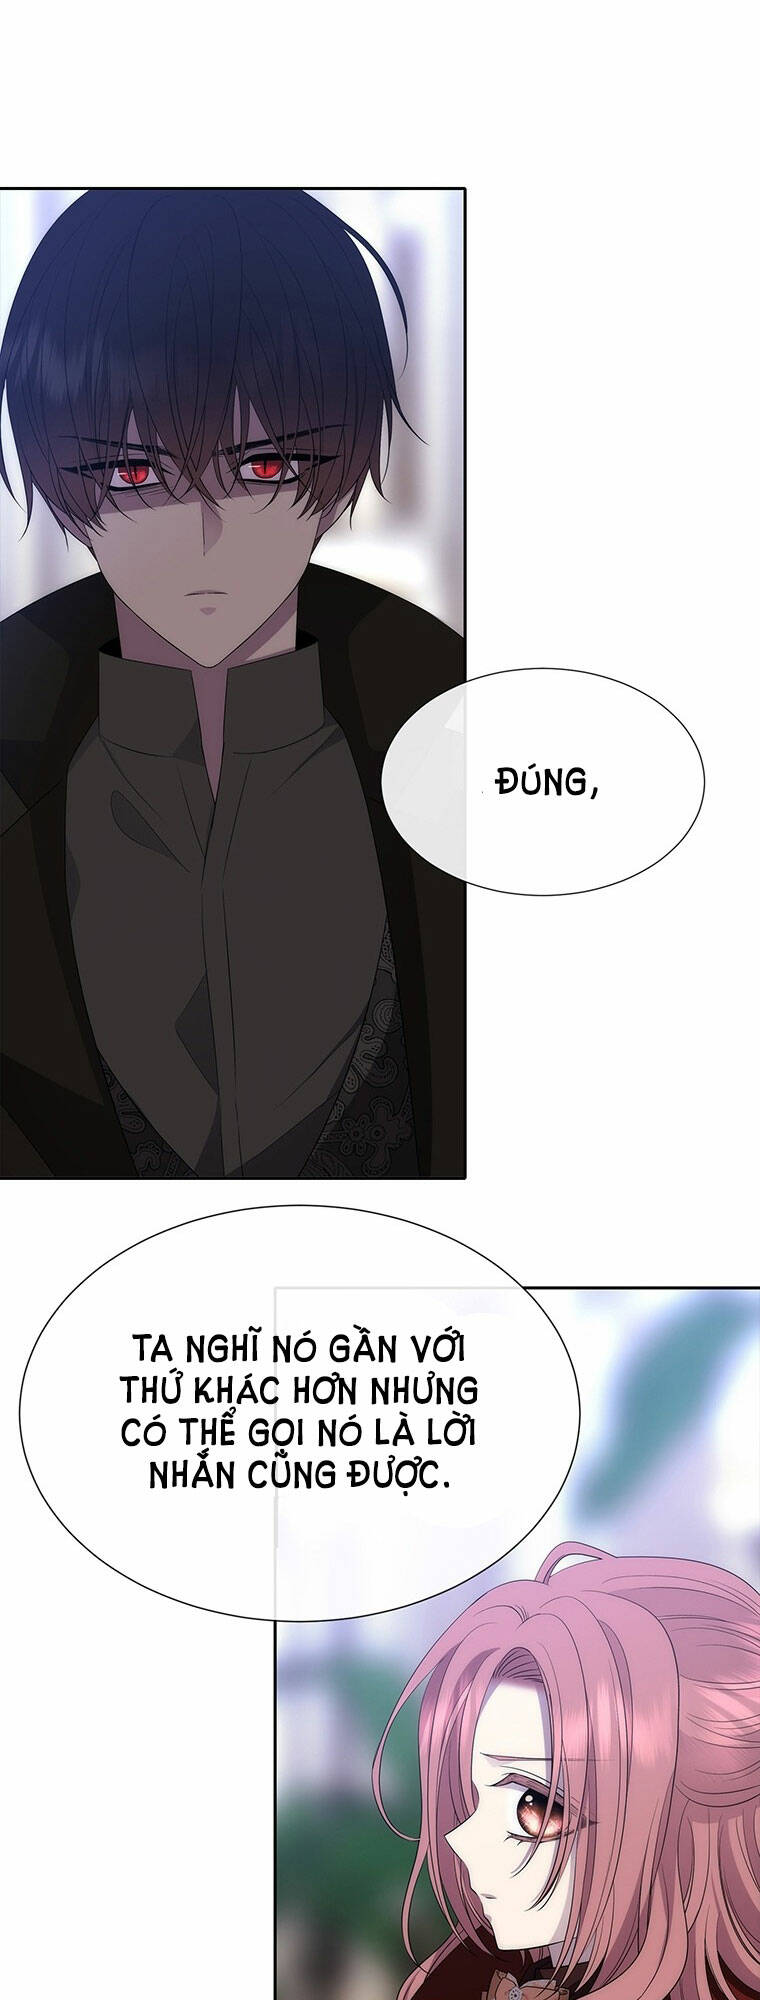 ĐÚNG,
TA NGHĨ NÓ GẦN VỚI
THỨ KHÁC HƠN NHƯNG
CÓ THỂ GỌI NÓ LÀ LỜI
NHẮN CŨNG ĐƯỢC.